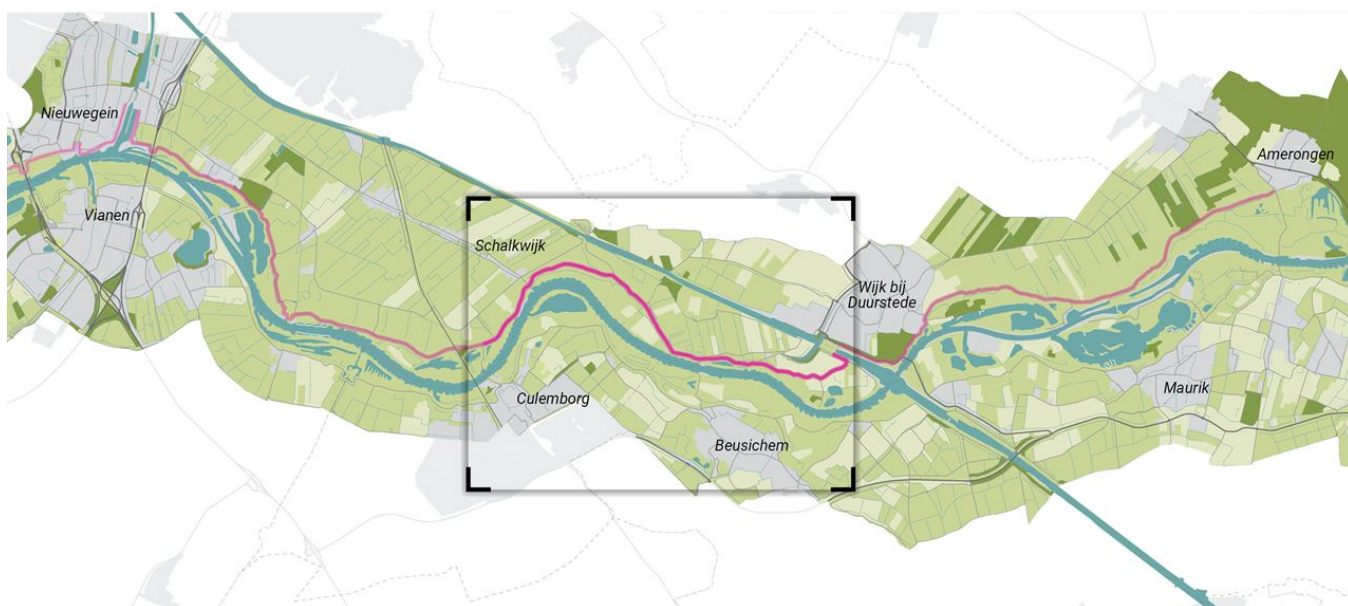 Nieuwegein
Amerongen
Vianen
Schalkwijk
Wijk bij
Duurstede
Maurik
Culemborg
Beusichem